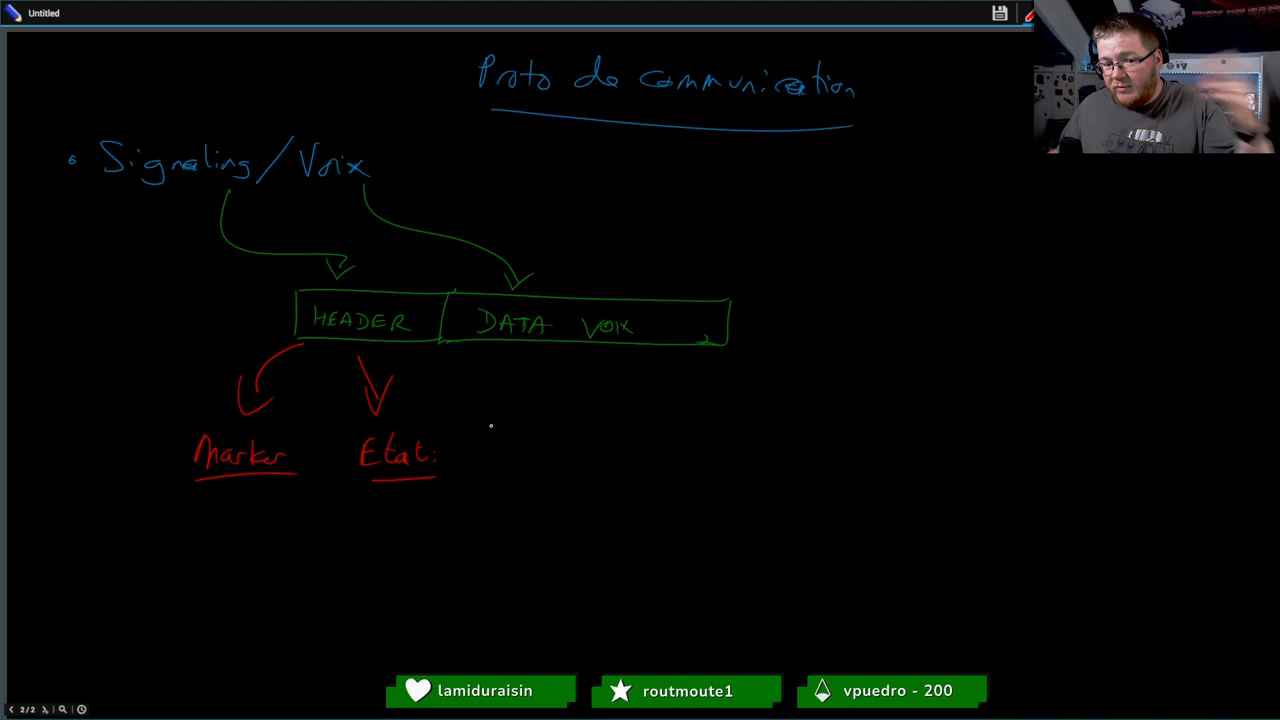 Untitled
Proto de communication
Signaling/Voix
HEADER DATA VOIX
Marker Etat:
2/2
lamiduraisin routmoute1 vpuedro - 200